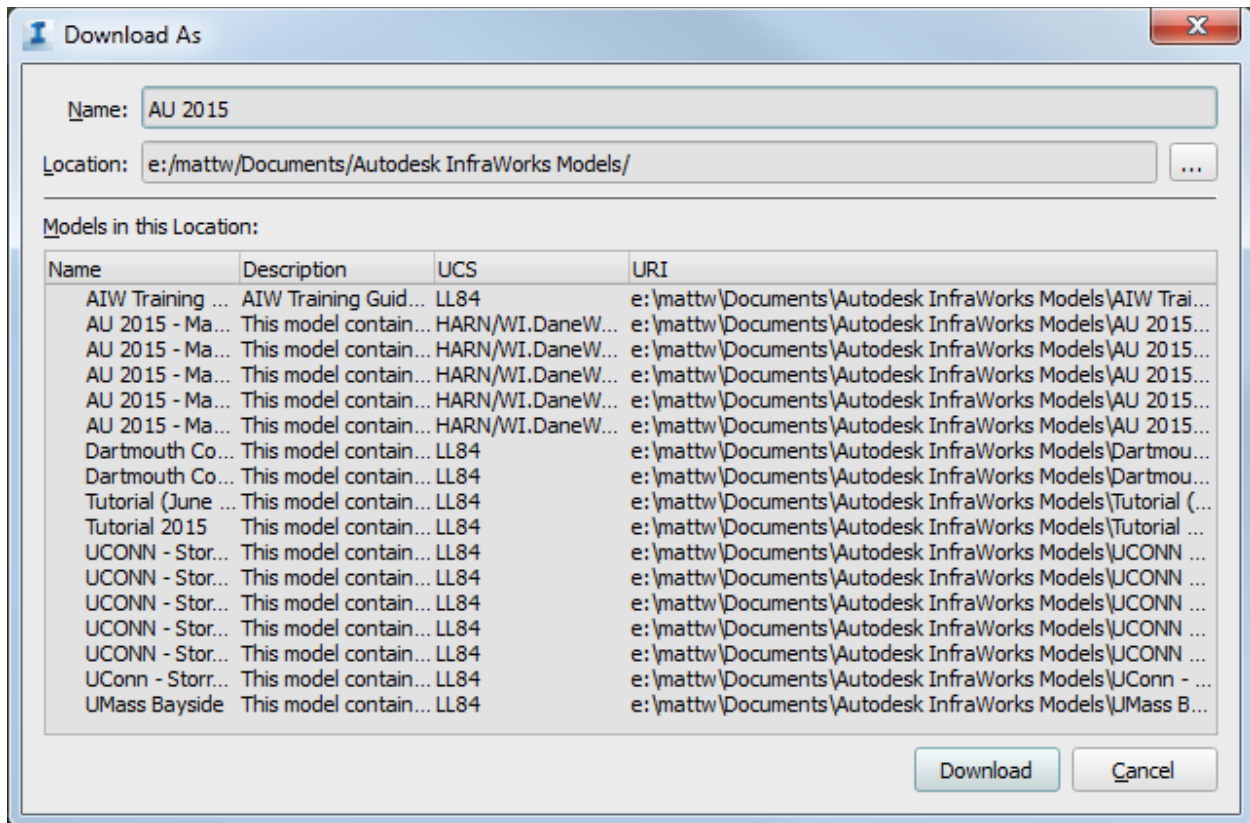 Download As
Name: AU 2015
Location: e:/mattw/Documents/Autodesk InfraWorks Models/ ...
Models in this Location:
Name Description UCS URI
AIW Training ... AIW Training Guid... LL84 e:\mattw\Documents\Autodesk InfraWorks Models\AIW Trai...
AU 2015 - Ma... This model contain... HARN/WI.DaneW... e:\mattw\Documents\Autodesk InfraWorks Models\AU 2015...
AU 2015 - Ma... This model contain... HARN/WI.DaneW... e:\mattw\Documents\Autodesk InfraWorks Models\AU 2015...
AU 2015 - Ma... This model contain... HARN/WI.DaneW... e:\mattw\Documents\Autodesk InfraWorks Models\AU 2015...
AU 2015 - Ma... This model contain... HARN/WI.DaneW... e:\mattw\Documents\Autodesk InfraWorks Models\AU 2015...
AU 2015 - Ma... This model contain... HARN/WI.DaneW... e:\mattw\Documents\Autodesk InfraWorks Models\AU 2015...
Dartmouth Co... This model contain... LL84 e:\mattw\Documents\Autodesk InfraWorks Models\Dartmou...
Dartmouth Co... This model contain... LL84 e:\mattw\Documents\Autodesk InfraWorks Models\Dartmou...
Tutorial (June ... This model contain... LL84 e:\mattw\Documents\Autodesk InfraWorks Models\Tutorial (...
Tutorial 2015 This model contain... LL84 e:\mattw\Documents\Autodesk InfraWorks Models\Tutorial ...
UCONN - Stor... This model contain... LL84 e:\mattw\Documents\Autodesk InfraWorks Models\UCONN ...
UCONN - Stor... This model contain... LL84 e:\mattw\Documents\Autodesk InfraWorks Models\UCONN ...
UCONN - Stor... This model contain... LL84 e:\mattw\Documents\Autodesk InfraWorks Models\UCONN ...
UCONN - Stor... This model contain... LL84 e:\mattw\Documents\Autodesk InfraWorks Models\UCONN ...
UCONN - Stor... This model contain... LL84 e:\mattw\Documents\Autodesk InfraWorks Models\UCONN ...
UConn - Storr... This model contain... LL84 e:\mattw\Documents\Autodesk InfraWorks Models\UConn - ...
UMass Bayside This model contain... LL84 e:\mattw\Documents\Autodesk InfraWorks Models\UMass B...
Download Cancel